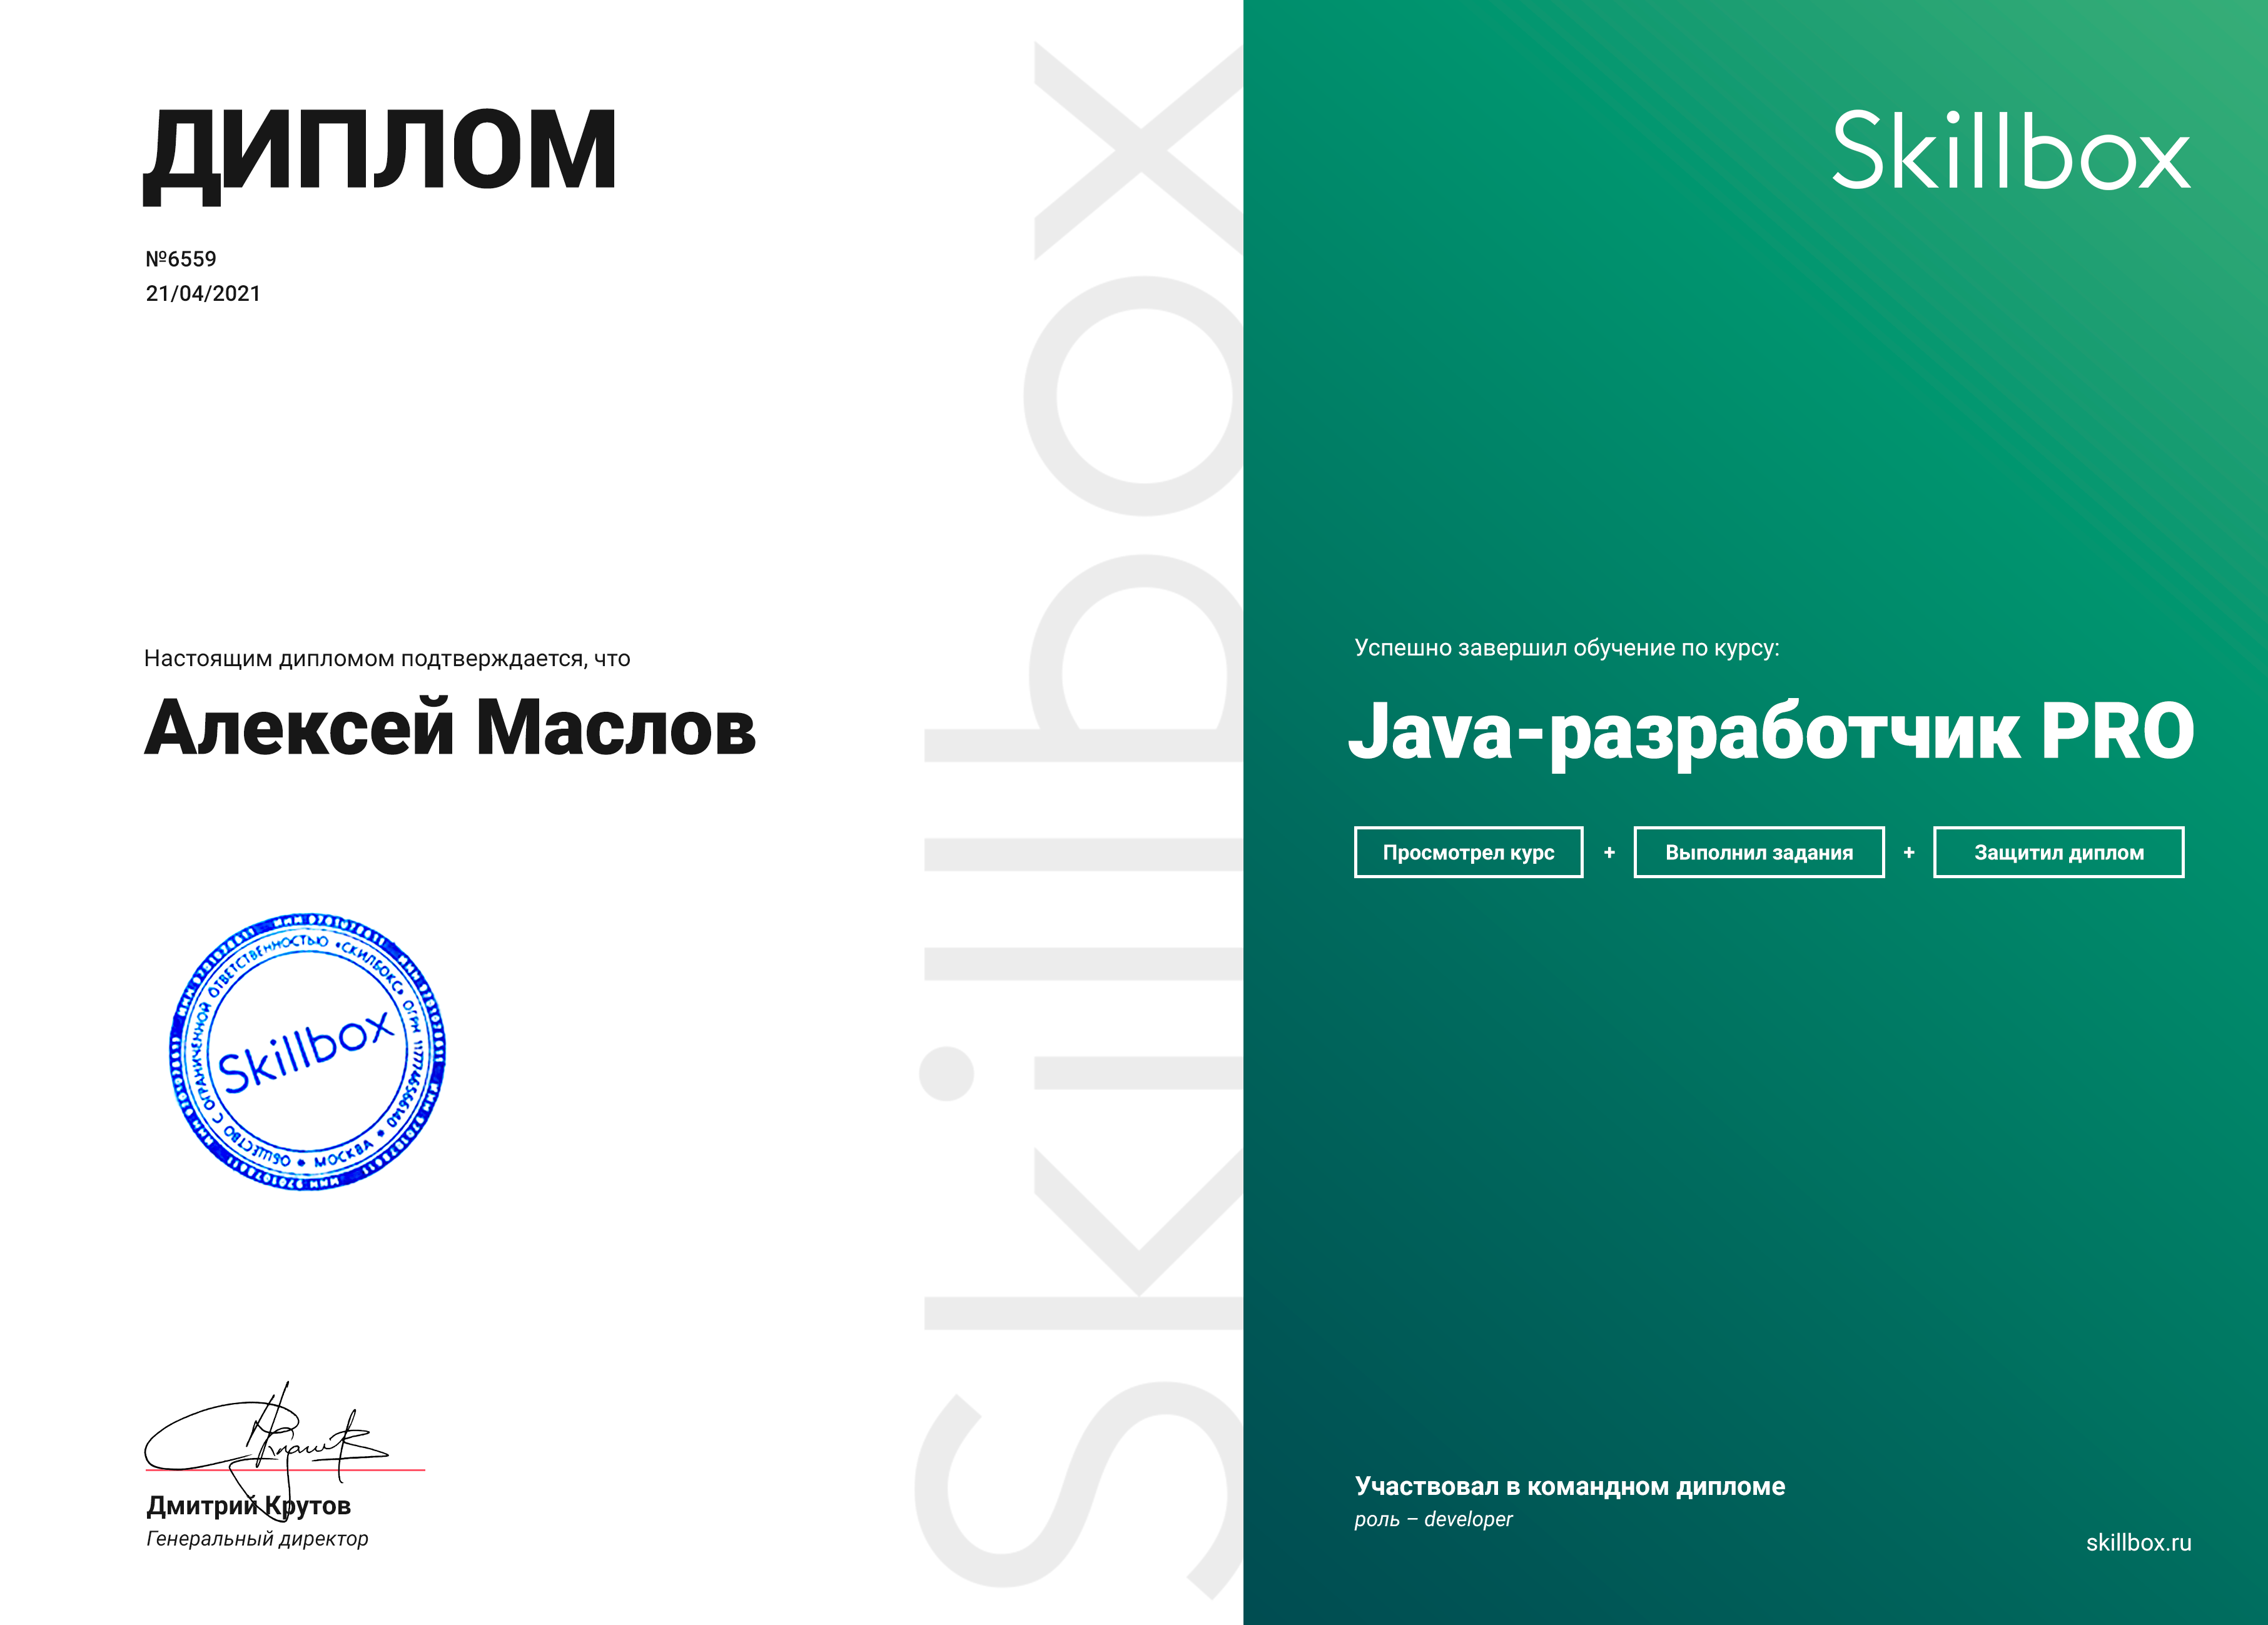 ДИПЛОМ
№6559
21/04/2021
Настоящим дипломом подтверждается, что
Алексей Маслов
ОБЩЕСТВО С ОГРАНИЧЕННОЙ ОТВЕТСТВЕННОСТЬЮ «СКИЛБОКС» ОГРН 1177746566140 * МОСКВА *
ИНН 9701078611
Skillbox
Дмитрий Крутов
Генеральный директор
Skillbox
Skillbox
Успешно завершил обучение по курсу:
Java-разработчик PRO
Просмотрел курс + Выполнил задания + Защитил диплом
Участвовал в командном дипломе
роль – developer
skillbox.ru